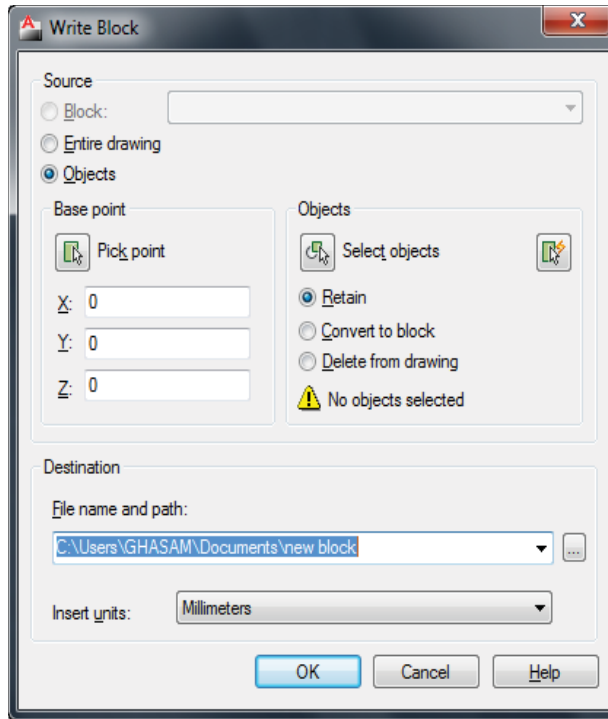 Write Block
Source
Block:
Entire drawing
Objects
Base point
Pick point
X: 0
Y: 0
Z: 0
Objects
Select objects
Retain
Convert to block
Delete from drawing
No objects selected
Destination
File name and path:
C:\Users\GHASAM\Documents\new block
...
Insert units: Millimeters
OK Cancel Help